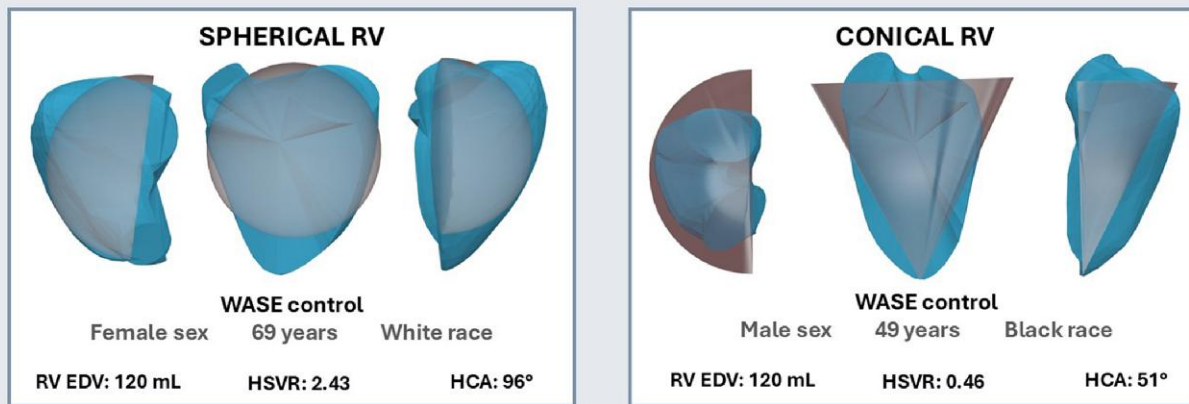 SPHERICAL RV
WASE control
Female sex 69 years White race
RV EDV: 120 mL HSVR: 2.43 HCA: 96°
CONICAL RV
WASE control
Male sex 49 years Black race
RV EDV: 120 mL HSVR: 0.46 HCA: 51°